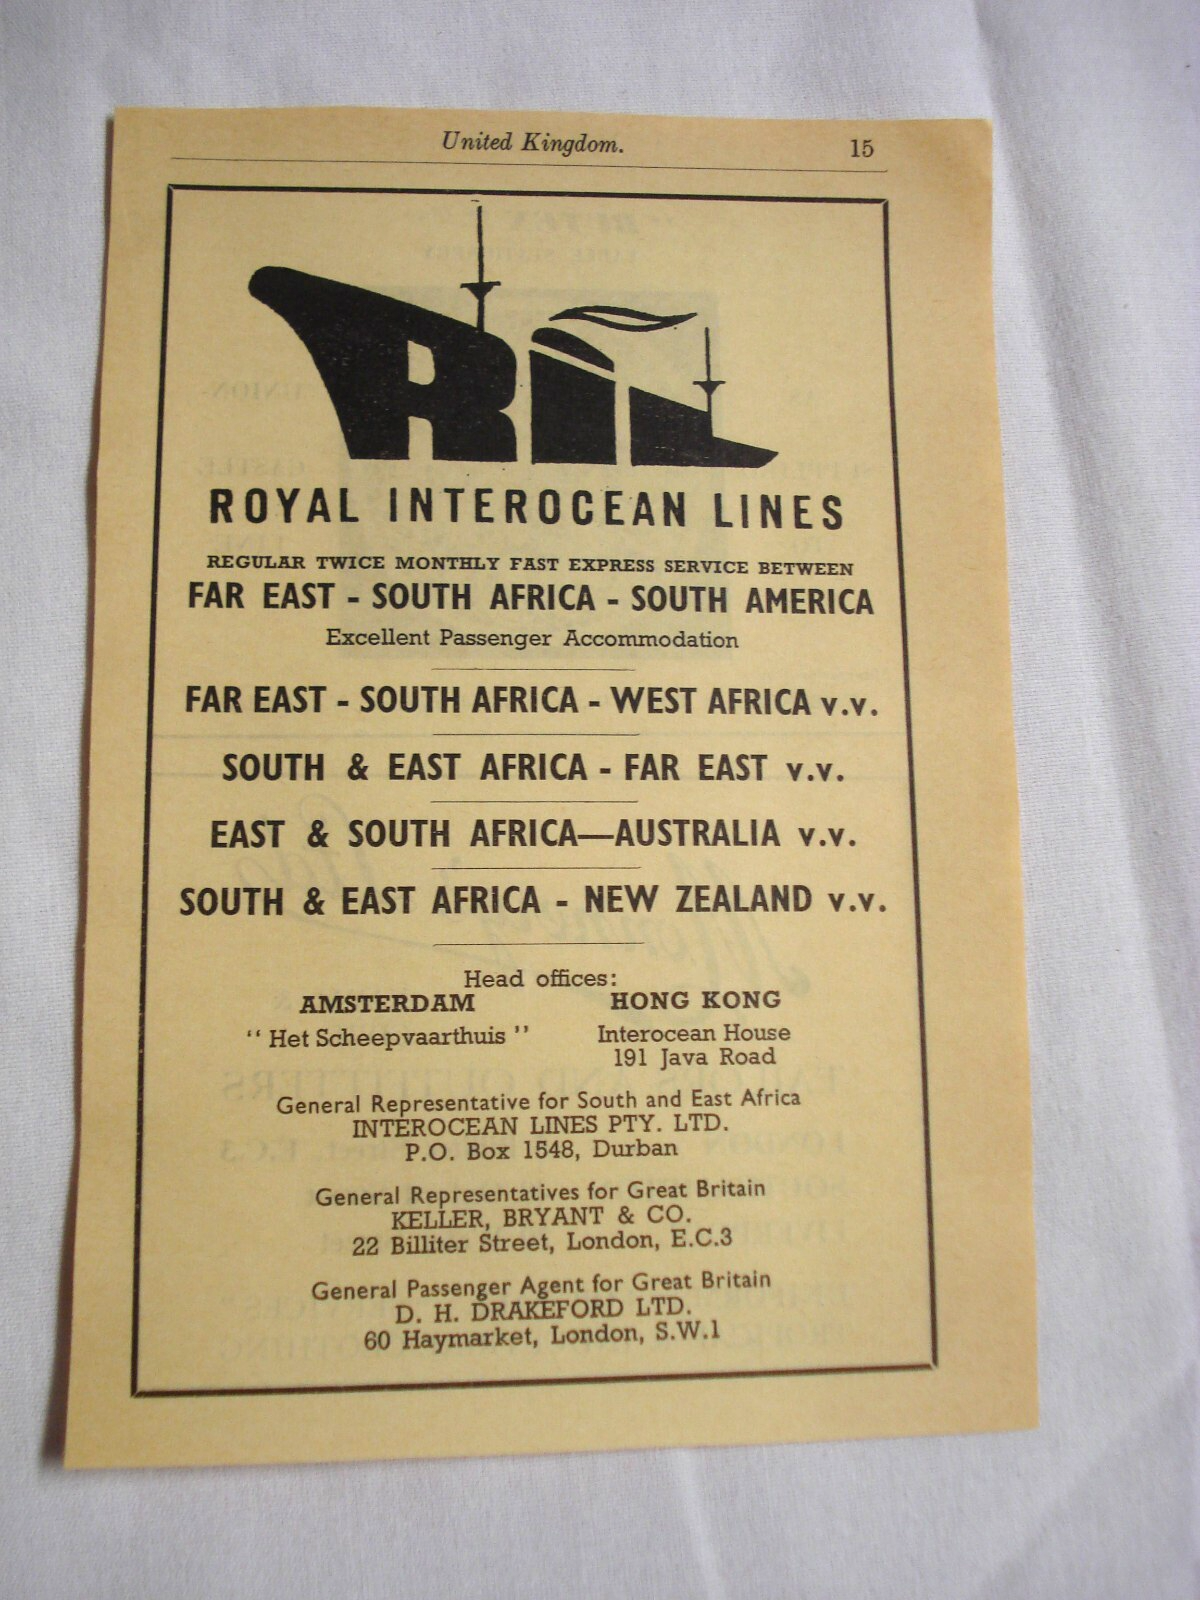 United Kingdom. 15
RiL
ROYAL INTEROCEAN LINES
REGULAR TWICE MONTHLY FAST EXPRESS SERVICE BETWEEN
FAR EAST - SOUTH AFRICA - SOUTH AMERICA
Excellent Passenger Accommodation
FAR EAST - SOUTH AFRICA - WEST AFRICA v.v.
SOUTH & EAST AFRICA - FAR EAST v.v.
EAST & SOUTH AFRICA—AUSTRALIA v.v.
SOUTH & EAST AFRICA - NEW ZEALAND v.v.
Head offices:
AMSTERDAM HONG KONG
" Het Scheepvaarthuis " Interocean House
191 Java Road
General Representative for South and East Africa
INTEROCEAN LINES PTY. LTD.
P.O. Box 1548, Durban
General Representatives for Great Britain
KELLER, BRYANT & CO.
22 Billiter Street, London, E.C.3
General Passenger Agent for Great Britain
D. H. DRAKEFORD LTD.
60 Haymarket, London, S.W.1